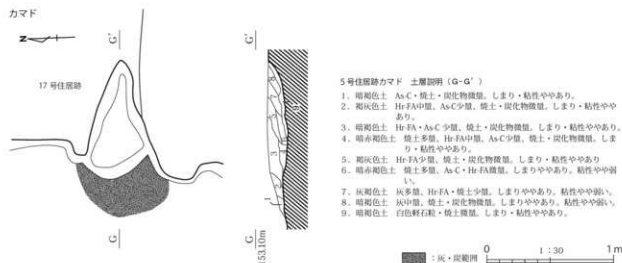 カマド
N
G'
G'
17号住居跡
9
8
7
5
3
2
1
G
G
153.10m
5号住居跡カマド 土層説明(G-G')
1. 暗褐色土 As-C・焼土・炭化物微量。しまり・粘性ややあり。
2. 褐灰色土 Hr-FA中量、As-C少量、焼土・炭化物微量。しまり・粘性やや
あり。
3. 暗褐色土 Hr-FA・As-C少量、焼土・炭化物微量。しまり・粘性ややあり。
4. 暗赤褐色土 焼土多量、Hr-FA中量、As-C少量、炭化物微量。しま
り・粘性ややあり。
5. 褐灰色土 Hr-FA少量、焼土・炭化物微量。しまり・粘性ややあり
6. 暗赤褐色土 焼土多量、As-C・Hr-FA微量。しまりややあり。粘性やや弱
い。
7. 灰褐色土 灰多量、Hr-FA・焼土少量。しまりややあり。粘性やや弱い。
8. 暗褐色土 灰中量、焼土・炭化物微量。しまりややあり。粘性やや弱い。
9. 暗褐色土 白色軽石粒・焼土微量。しまり・粘性ややあり。
:灰・炭範囲
0 1:30 1m